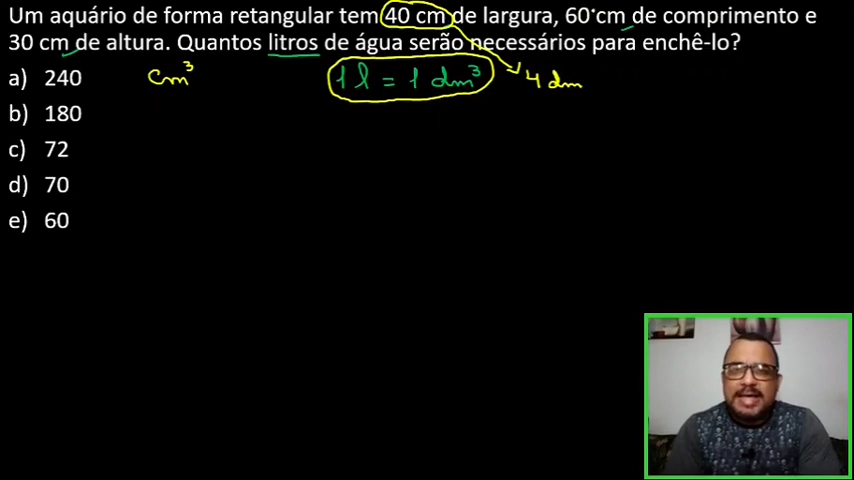 Um aquário de forma retangular tem 40 cm de largura, 60 cm de comprimento e
30 cm de altura. Quantos litros de água serão necessários para enchê-lo?
a) 240 cm³ 1 l = 1 dm³ 4 dm
b) 180
c) 72
d) 70
e) 60